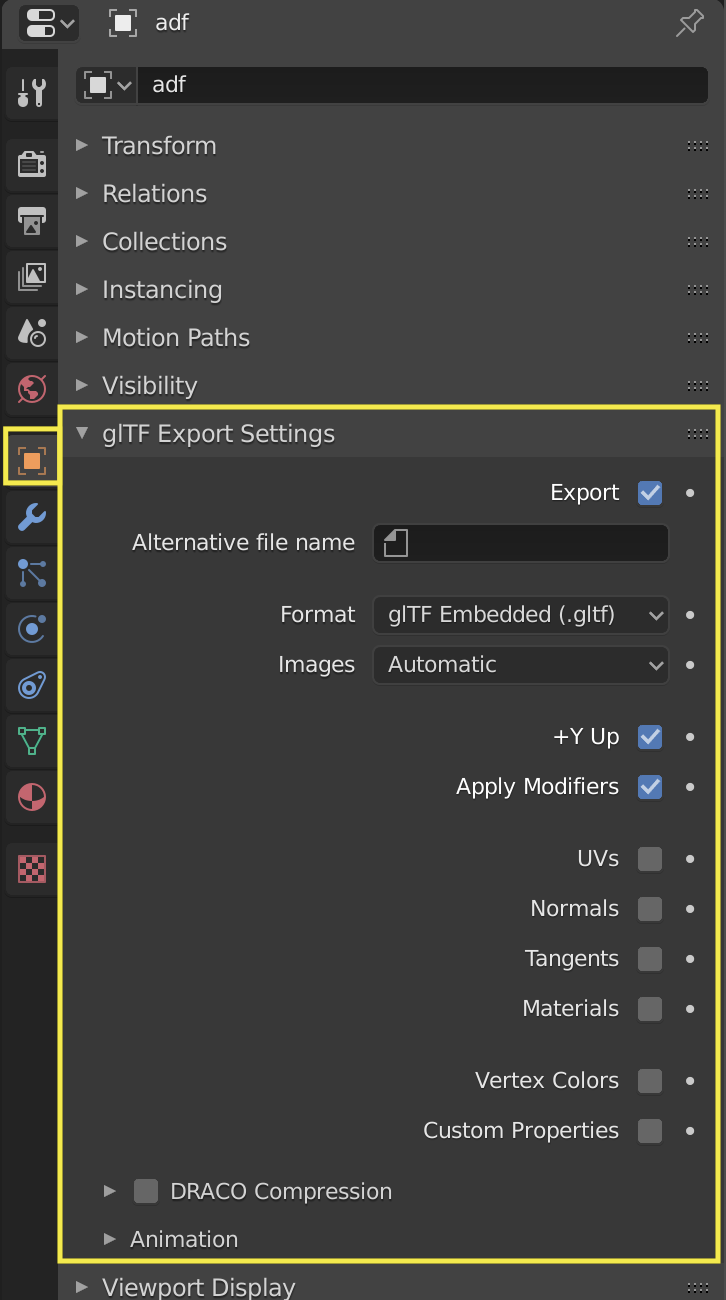 adf
adf
Transform
Relations
Collections
Instancing
Motion Paths
Visibility
glTF Export Settings
Export
Alternative file name
Format glTF Embedded (.gltf)
Images Automatic
+Y Up
Apply Modifiers
UVs
Normals
Tangents
Materials
Vertex Colors
Custom Properties
DRACO Compression
Animation
Viewport Display